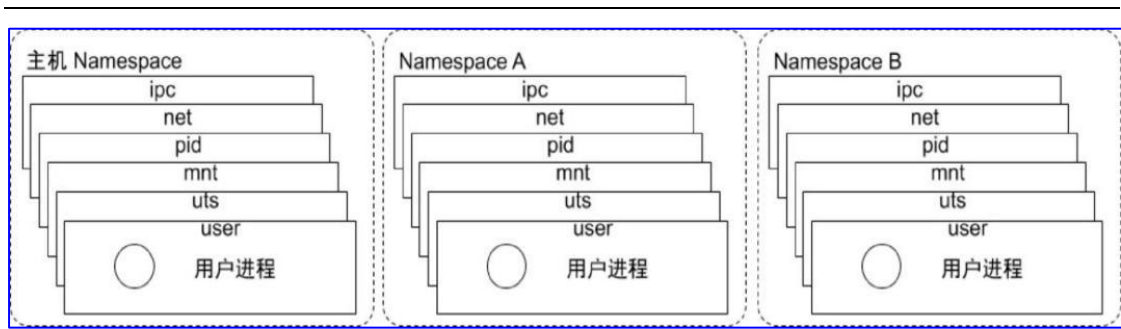 主机 Namespace
ipc
net
pid
mnt
uts
user
用户进程
Namespace A
ipc
net
pid
mnt
uts
user
用户进程
Namespace B
ipc
net
pid
mnt
uts
user
用户进程